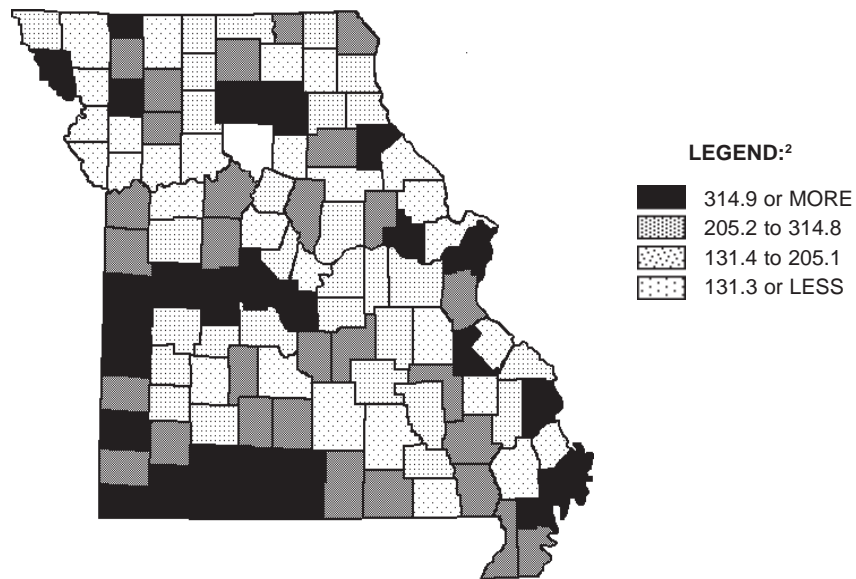 LEGEND:²
314.9 or MORE
205.2 to 314.8
131.4 to 205.1
131.3 or LESS